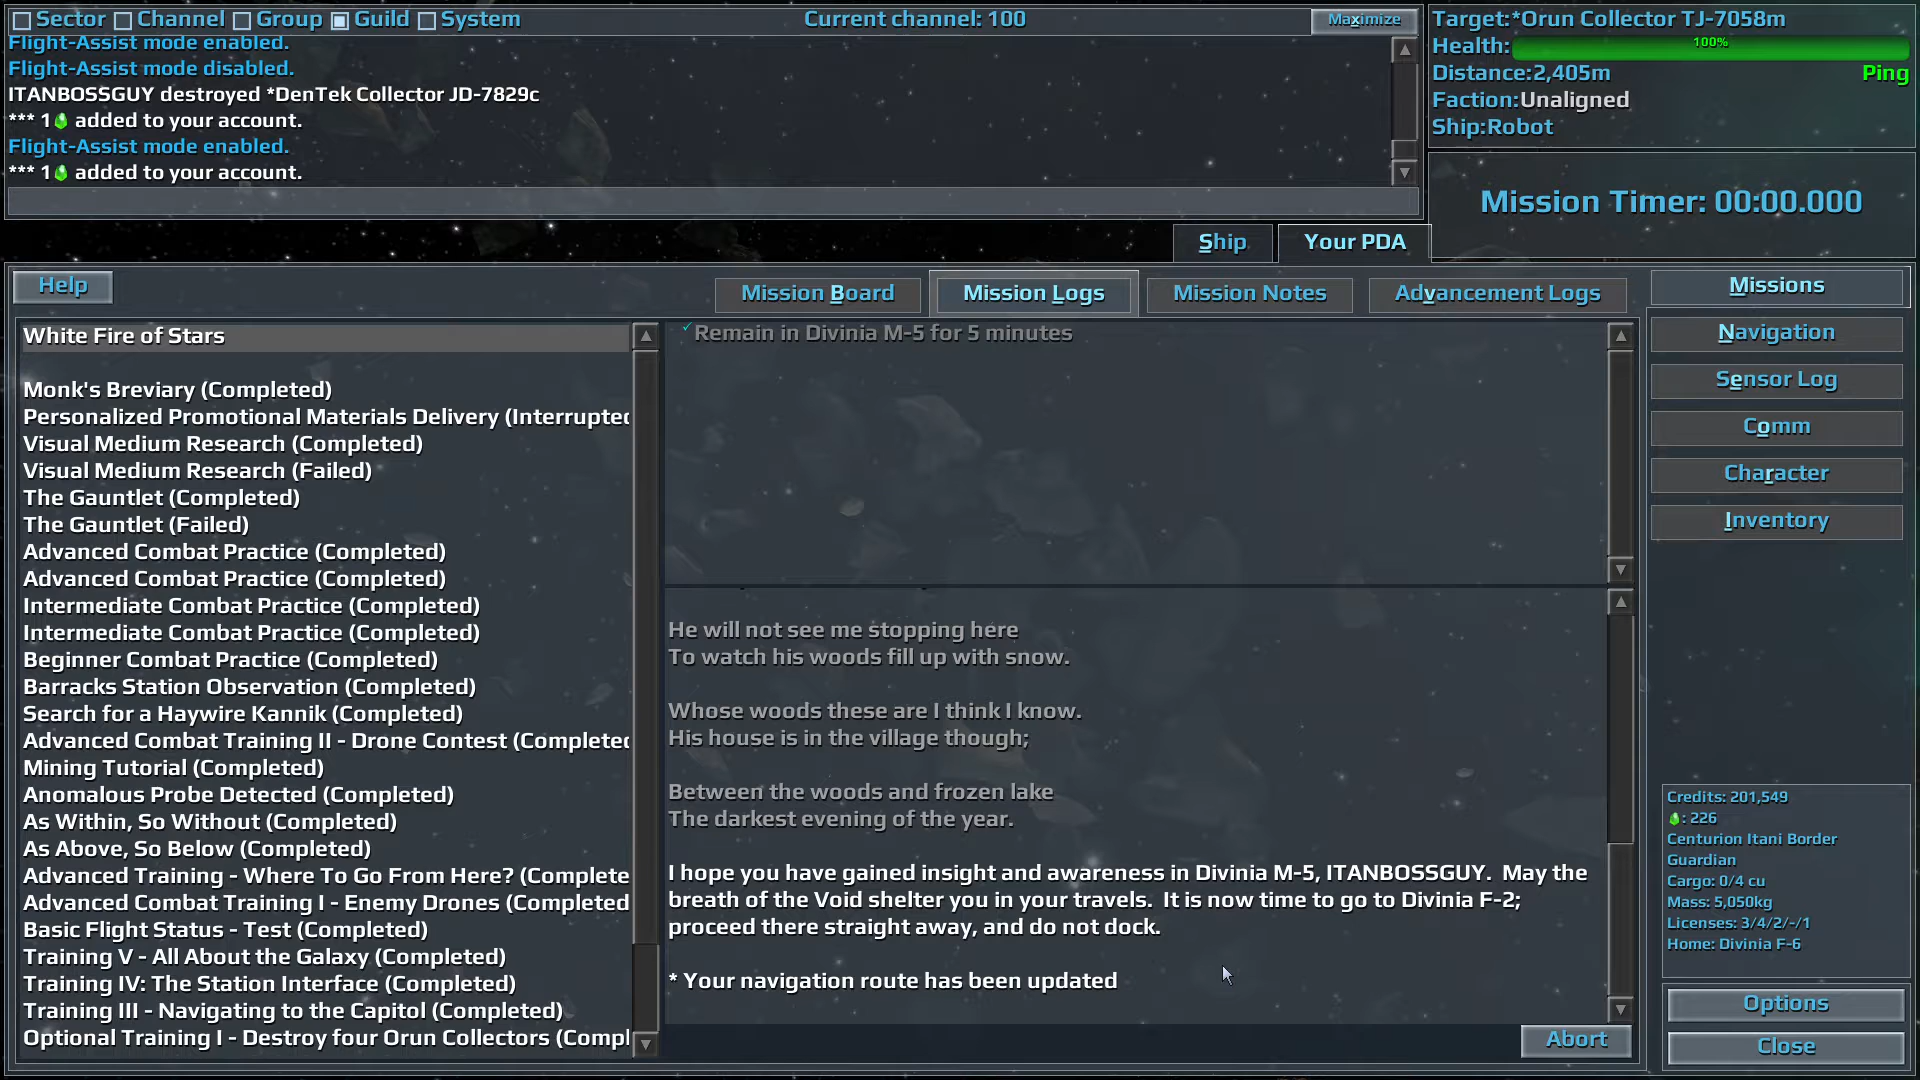 Sector Channel Group Guild System
Current channel: 100
Maximize
Flight-Assist mode enabled.
Flight-Assist mode disabled.
ITANBOSSGUY destroyed *DenTek Collector JD-7829c
*** 1 added to your account.
Flight-Assist mode enabled.
*** 1 added to your account.
Target:*Orun Collector TJ-7058m
Health: 100%
Distance:2,405m Ping
Faction:Unaligned
Ship:Robot
Mission Timer: 00:00.000
Ship Your PDA
Help
Mission Board Mission Logs Mission Notes Advancement Logs
White Fire of Stars
Monk's Breviary (Completed)
Personalized Promotional Materials Delivery (Interrupted
Visual Medium Research (Completed)
Visual Medium Research (Failed)
The Gauntlet (Completed)
The Gauntlet (Failed)
Advanced Combat Practice (Completed)
Advanced Combat Practice (Completed)
Intermediate Combat Practice (Completed)
Intermediate Combat Practice (Completed)
Beginner Combat Practice (Completed)
Barracks Station Observation (Completed)
Search for a Haywire Kannik (Completed)
Advanced Combat Training II - Drone Contest (Completed
Mining Tutorial (Completed)
Anomalous Probe Detected (Completed)
As Within, So Without (Completed)
As Above, So Below (Completed)
Advanced Training - Where To Go From Here? (Complete
Advanced Combat Training I - Enemy Drones (Completed
Basic Flight Status - Test (Completed)
Training V - All About the Galaxy (Completed)
Training IV: The Station Interface (Completed)
Training III - Navigating to the Capitol (Completed)
Optional Training I - Destroy four Orun Collectors (Compl
Remain in Divinia M-5 for 5 minutes
He will not see me stopping here
To watch his woods fill up with snow.
Whose woods these are I think I know.
His house is in the village though;
Between the woods and frozen lake
The darkest evening of the year.
I hope you have gained insight and awareness in Divinia M-5, ITANBOSSGUY. May the
breath of the Void shelter you in your travels. It is now time to go to Divinia F-2;
proceed there straight away, and do not dock.
* Your navigation route has been updated
Abort
Missions
Navigation
Sensor Log
Comm
Character
Inventory
Credits: 201,549
: 226
Centurion Itani Border
Guardian
Cargo: 0/4 cu
Mass: 5,050kg
Licenses: 3/4/2/-/1
Home: Divinia F-6
Options
Close